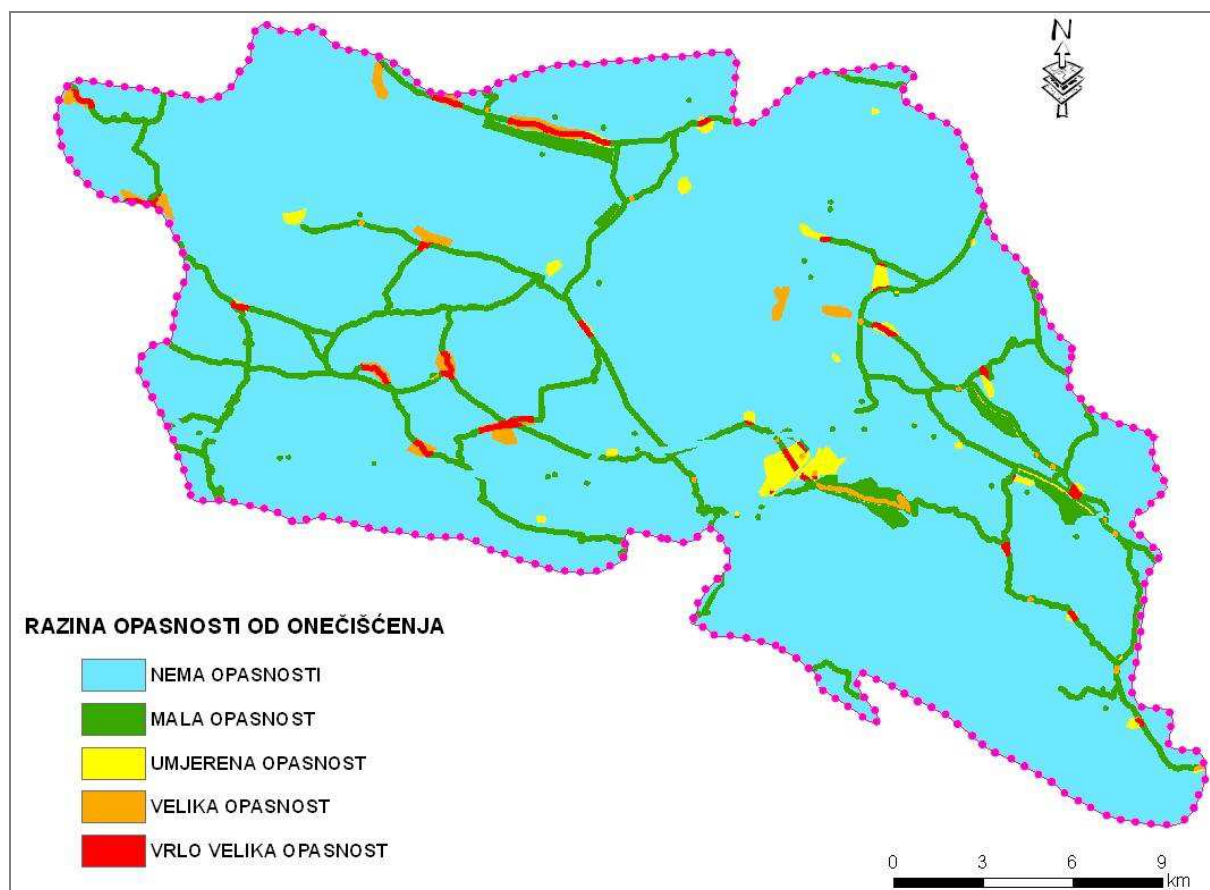 N
RAZINA OPASNOSTI OD ONEČIŠĆENJA
NEMA OPASNOSTI
MALA OPASNOST
UMJERENA OPASNOST
VELIKA OPASNOST
VRLO VELIKA OPASNOST
0 3 6 9
km